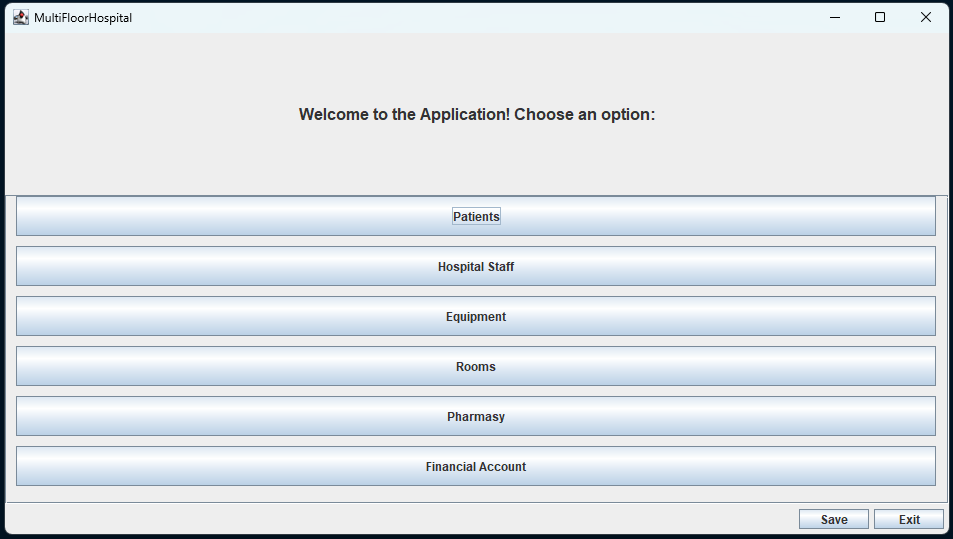 MultiFloorHospital
Welcome to the Application! Choose an option:
Patients
Hospital Staff
Equipment
Rooms
Pharmasy
Financial Account
Save Exit